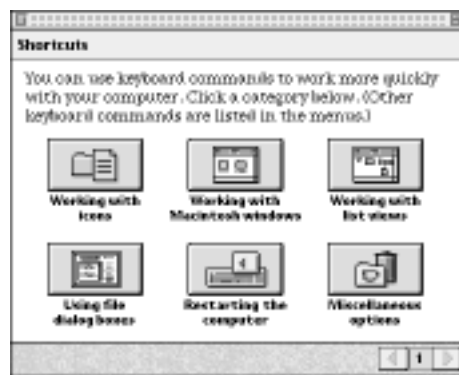 Shortcuts
You can use keyboard commands to work more quickly
with your computer. Click a category below. (Other
keyboard commands are listed in the menus.)
Working with
icons
Working with
Macintosh windows
Working with
list views
Using file
dialog boxes
Restarting the
computer
Miscellaneous
options
1